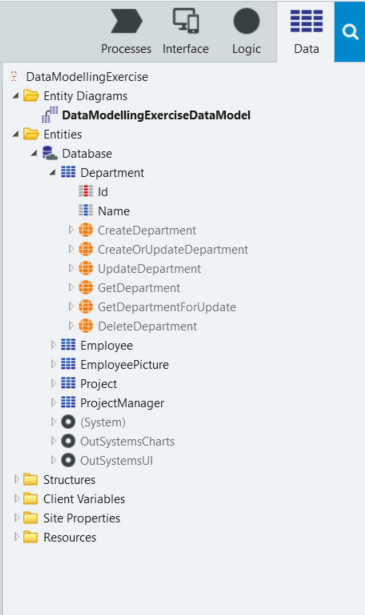 Processes Interface Logic Data
DataModellingExercise
Entity Diagrams
DataModellingExerciseDataModel
Entities
Database
Department
Id
Name
CreateDepartment
CreateOrUpdateDepartment
UpdateDepartment
GetDepartment
GetDepartmentForUpdate
DeleteDepartment
Employee
EmployeePicture
Project
ProjectManager
(System)
OutSystemsCharts
OutSystemsUI
Structures
Client Variables
Site Properties
Resources